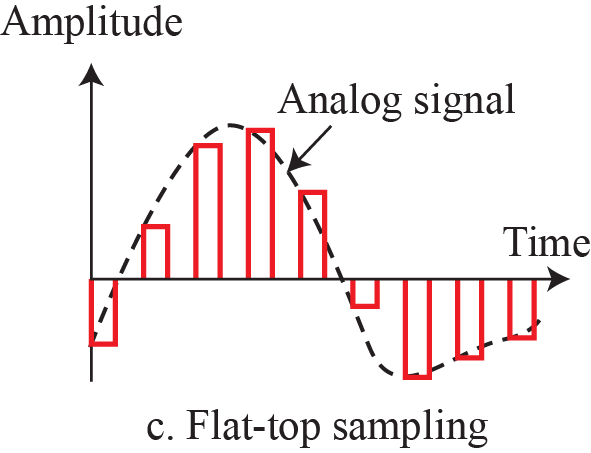 Amplitude
Analog signal
Time
c. Flat-top sampling